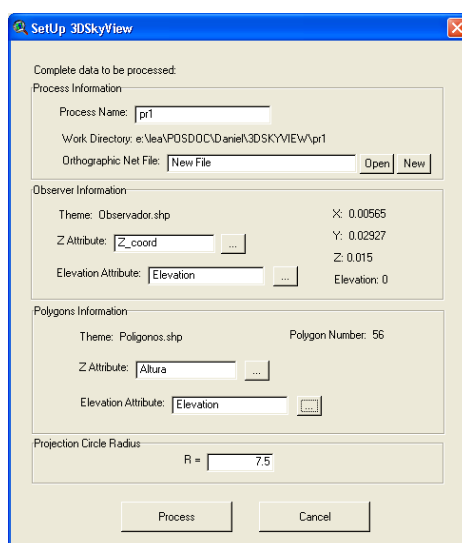 SetUp 3DSkyView
Complete data to be processed:
Process Information
Process Name: pr1
Work Directory: e:\lea\POSDOC\Daniel\3DSKYVIEW\pr1
Orthographic Net File: New File Open New
Observer Information
Theme: Observador.shp X: 0.00565
Z Attribute: Z_coord ... Y: 0.02927
Z: 0.015
Elevation Attribute: Elevation ... Elevation: 0
Polygons Information
Theme: Poligonos.shp Polygon Number: 56
Z Attribute: Altura ...
Elevation Attribute: Elevation ...
Projection Circle Radius
R = 7.5
Process Cancel